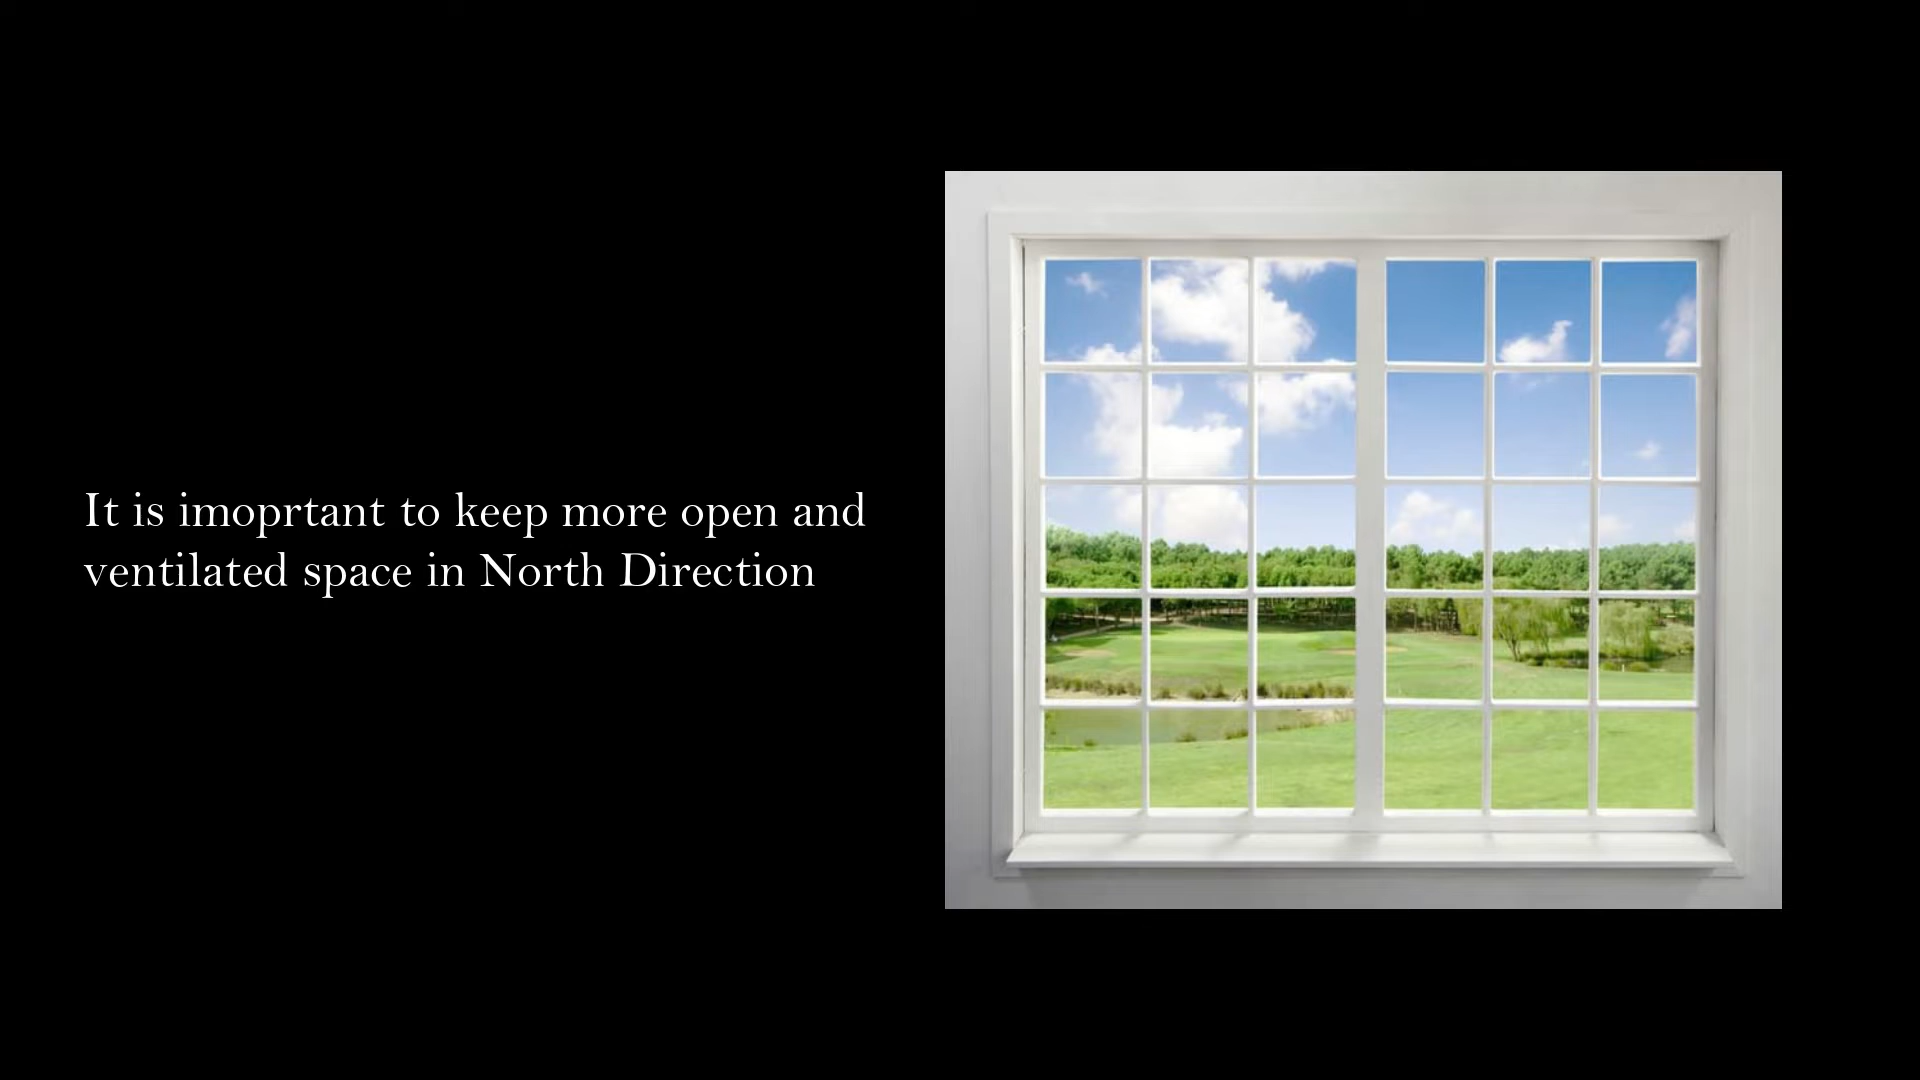 It is imoprtant to keep more open and
ventilated space in North Direction